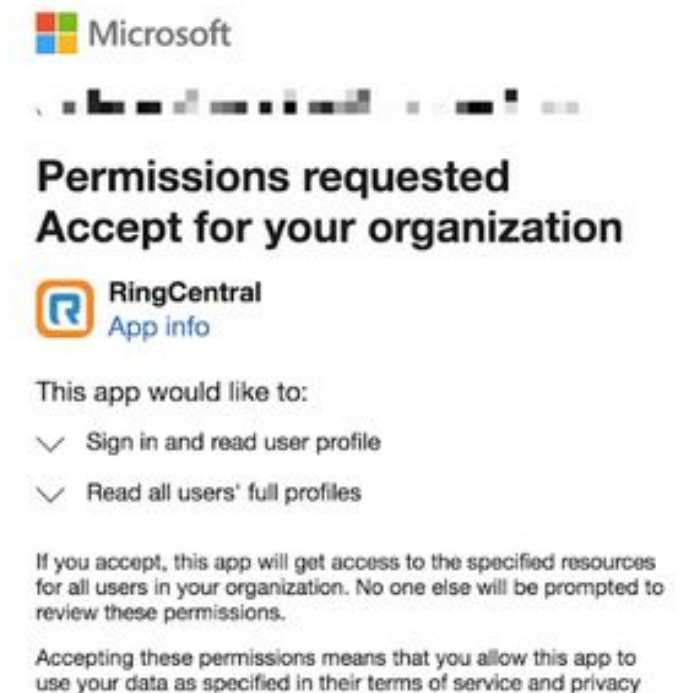 Microsoft
Permissions requested
Accept for your organization
RingCentral
App info
This app would like to:
Sign in and read user profile
Read all users' full profiles
If you accept, this app will get access to the specified resources
for all users in your organization. No one else will be prompted to
review these permissions.
Accepting these permissions means that you allow this app to
use your data as specified in their terms of service and privacy